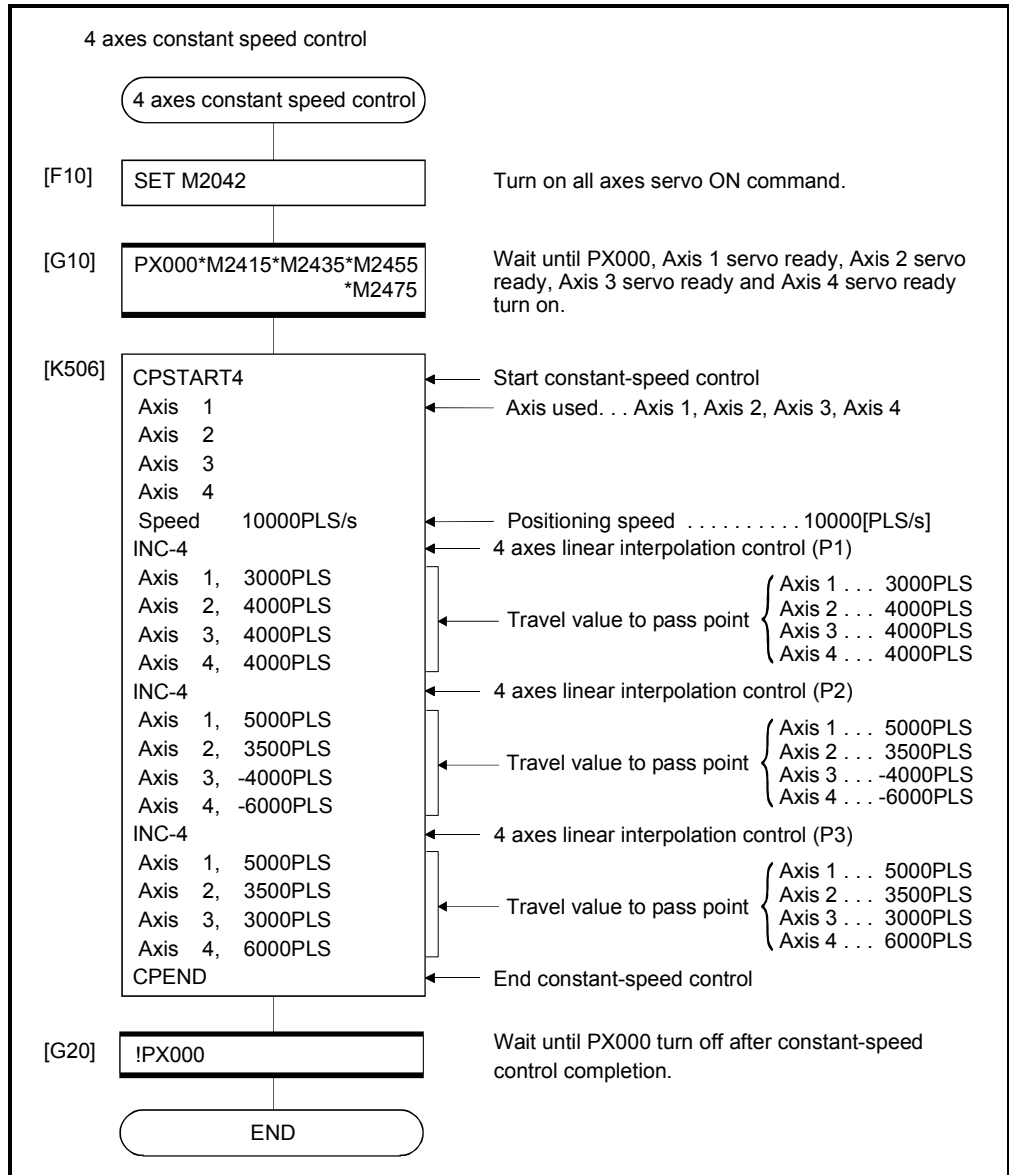 4 axes constant speed control
4 axes constant speed control
[F10] SET M2042 Turn on all axes servo ON command.
[G10] PX000*M2415*M2435*M2455 Wait until PX000, Axis 1 servo ready, Axis 2 servo
*M2475 ready, Axis 3 servo ready and Axis 4 servo ready
turn on.
[K506] CPSTART4 Start constant-speed control
Axis 1 Axis used. . . Axis 1, Axis 2, Axis 3, Axis 4
Axis 2
Axis 3
Axis 4
Speed 10000PLS/s Positioning speed . . . . . . . . . . 10000[PLS/s]
INC-4 4 axes linear interpolation control (P1)
Axis 1, 3000PLS Axis 1 . . . 3000PLS
Axis 2, 4000PLS Travel value to pass point Axis 2 . . . 4000PLS
Axis 3, 4000PLS Axis 3 . . . 4000PLS
Axis 4, 4000PLS Axis 4 . . . 4000PLS
INC-4 4 axes linear interpolation control (P2)
Axis 1, 5000PLS Axis 1 . . . 5000PLS
Axis 2, 3500PLS Travel value to pass point Axis 2 . . . 3500PLS
Axis 3, -4000PLS Axis 3 . . . -4000PLS
Axis 4, -6000PLS Axis 4 . . . -6000PLS
INC-4 4 axes linear interpolation control (P3)
Axis 1, 5000PLS Axis 1 . . . 5000PLS
Axis 2, 3500PLS Travel value to pass point Axis 2 . . . 3500PLS
Axis 3, 3000PLS Axis 3 . . . 3000PLS
Axis 4, 6000PLS Axis 4 . . . 6000PLS
CPEND End constant-speed control
[G20] !PX000 Wait until PX000 turn off after constant-speed
control completion.
END